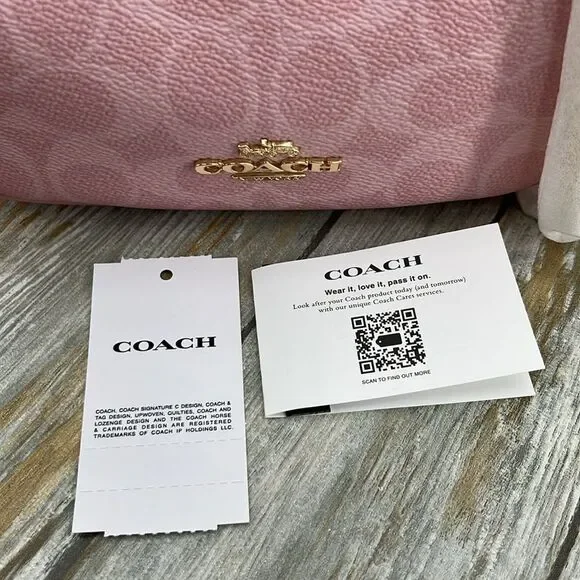 COACH
COACH
COACH, COACH SIGNATURE C DESIGN, COACH &
TAG DESIGN, UPWOVEN, QUILTIES, COACH AND
LOZENGE DESIGN AND THE COACH HORSE
& CARRIAGE DESIGN ARE REGISTERED
TRADEMARKS OF COACH IP HOLDINGS LLC.
COACH
Wear it, love it, pass it on.
Look after your Coach product today (and tomorrow)
with our unique Coach Cares services.
SCAN TO FIND OUT MORE